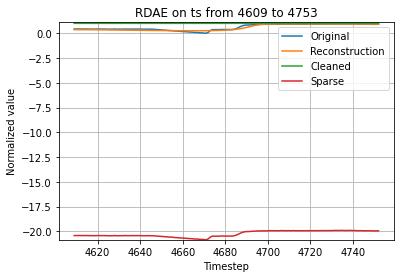 RDAE on ts from 4609 to 4753
Normalized value
0.0
-2.5
-5.0
-7.5
-10.0
-12.5
-15.0
-17.5
-20.0
Original
Reconstruction
Cleaned
Sparse
4620 4640 4660 4680 4700 4720 4740
Timestep